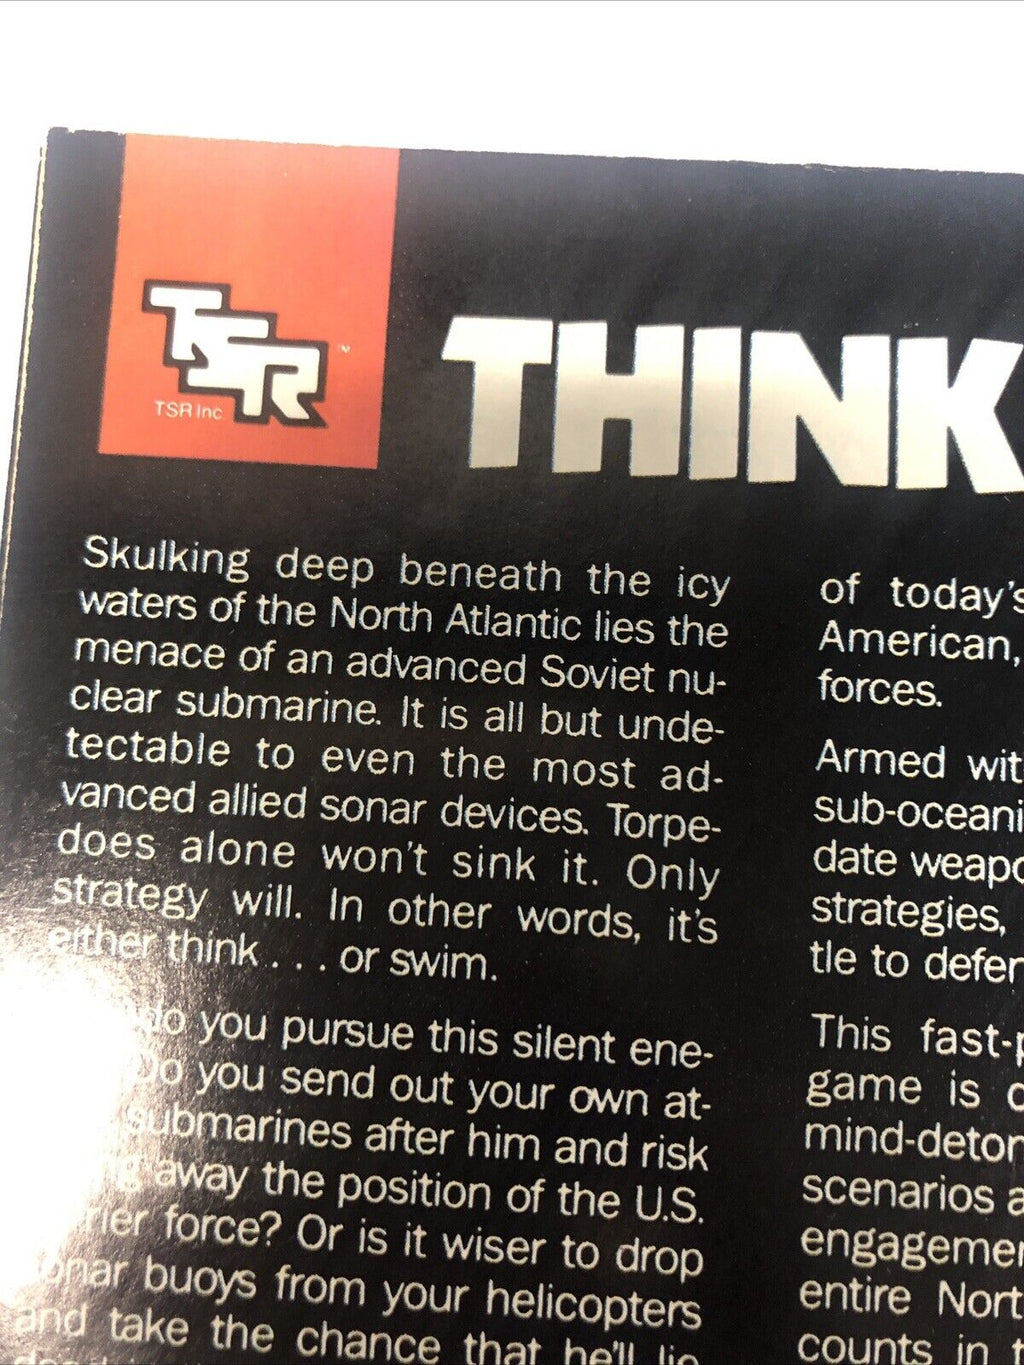 TSR
™
TSR Inc
THINK
Skulking deep beneath the icy
waters of the North Atlantic lies the
menace of an advanced Soviet nu-
clear submarine. It is all but unde-
tectable to even the most ad-
vanced allied sonar devices. Torpe-
does alone won't sink it. Only
strategy will. In other words, it's
either think . . . or swim.
do you pursue this silent ene-
Do you send out your own at-
submarines after him and risk
away the position of the U.S.
force? Or is it wiser to drop
sonar buoys from your helicopters
and take the chance that he'll lie
of today's
American,
forces.
Armed
sub-oceani
date
strategies,
tle to
This fast-
game is
mind-
scenarios
entire
counts in